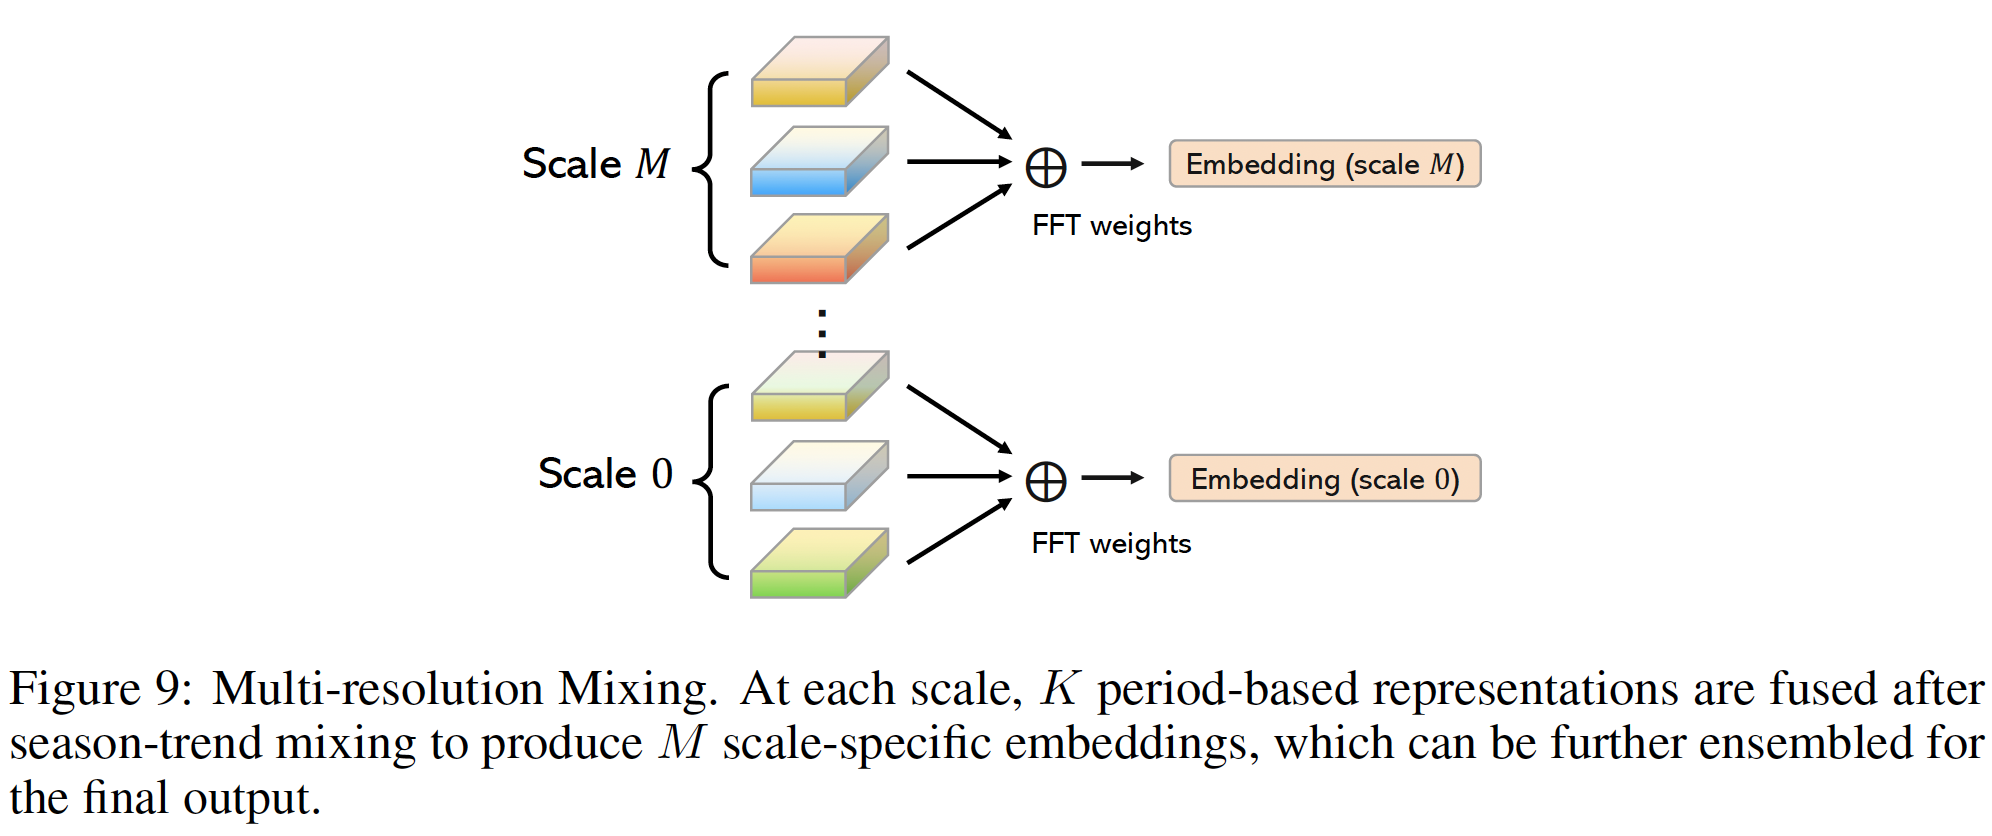 Scale M
Embedding (scale M)
FFT weights
Scale 0
Embedding (scale 0)
FFT weights
Figure 9: Multi-resolution Mixing. At each scale, K period-based representations are fused after
season-trend mixing to produce M scale-specific embeddings, which can be further ensembled for
the final output.